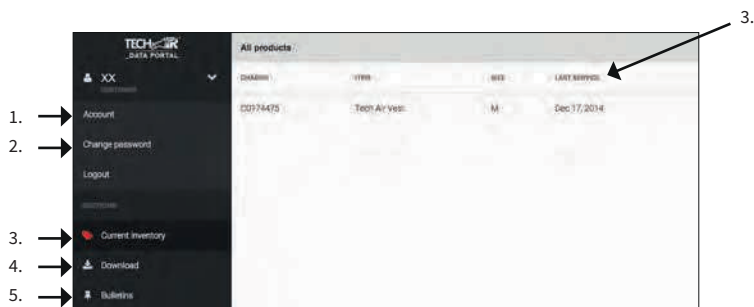 3.
TECH AIR
DATA PORTAL
All products
XX
CHASSIS ITEM SIZE LAST SERVICE
1. Account
C0974475 Tech Air Vest M Dec 17, 2014
2. Change password
Logout
3. Current inventory
4. Download
5. Bulletins